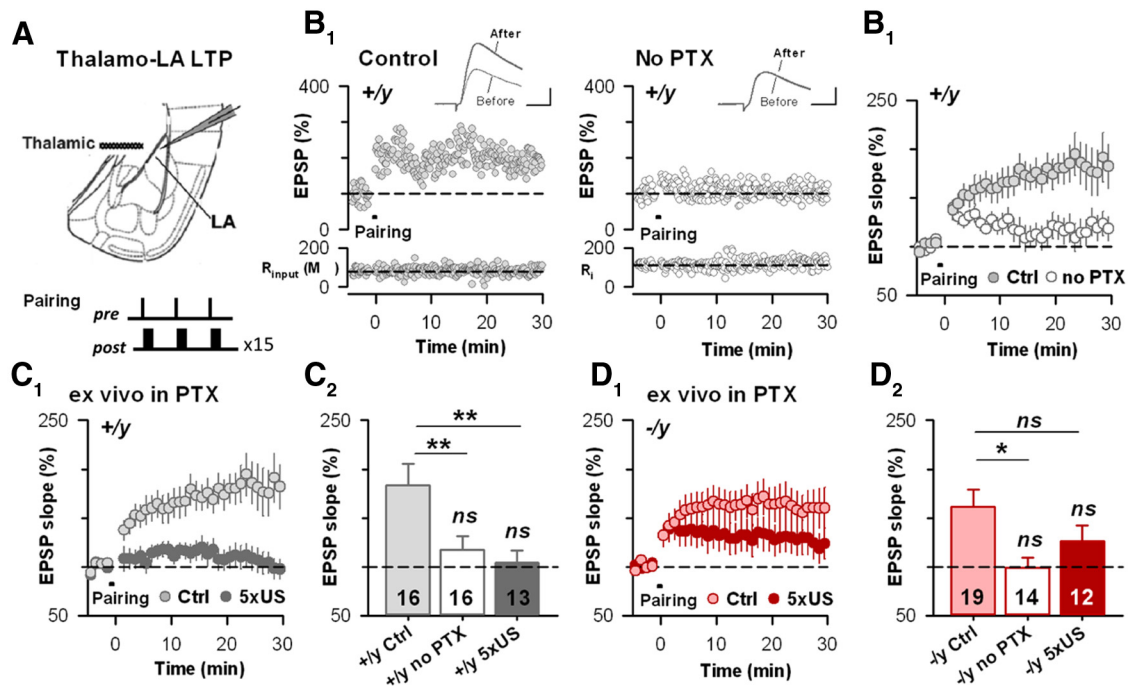 A
Thalamo-LA LTP
Thalamic
LA
Pairing
pre
post
x15
B1
Control
+/y
After
Before
EPSP (%)
400
0
Pairing
Rinput (M )
200
0
0 10 20 30
Time (min)
No PTX
+/y
After
Before
EPSP (%)
400
0
Pairing
Ri
200
0
0 10 20 30
Time (min)
B1
+/y
EPSP slope (%)
250
50
Pairing Ctrl no PTX
0 10 20 30
Time (min)
C1
ex vivo in PTX
+/y
EPSP slope (%)
250
50
Pairing Ctrl 5xUS
0 10 20 30
Time (min)
C2
EPSP slope (%)
250
50
**
**
ns
ns
16 16 13
+/y Ctrl
+/y no PTX
+/y 5xUS
D1
ex vivo in PTX
-/y
EPSP slope (%)
250
50
Pairing Ctrl 5xUS
0 10 20 30
Time (min)
D2
EPSP slope (%)
250
50
ns
*
ns
ns
19 14 12
-/y Ctrl
-/y no PTX
-/y 5xUS